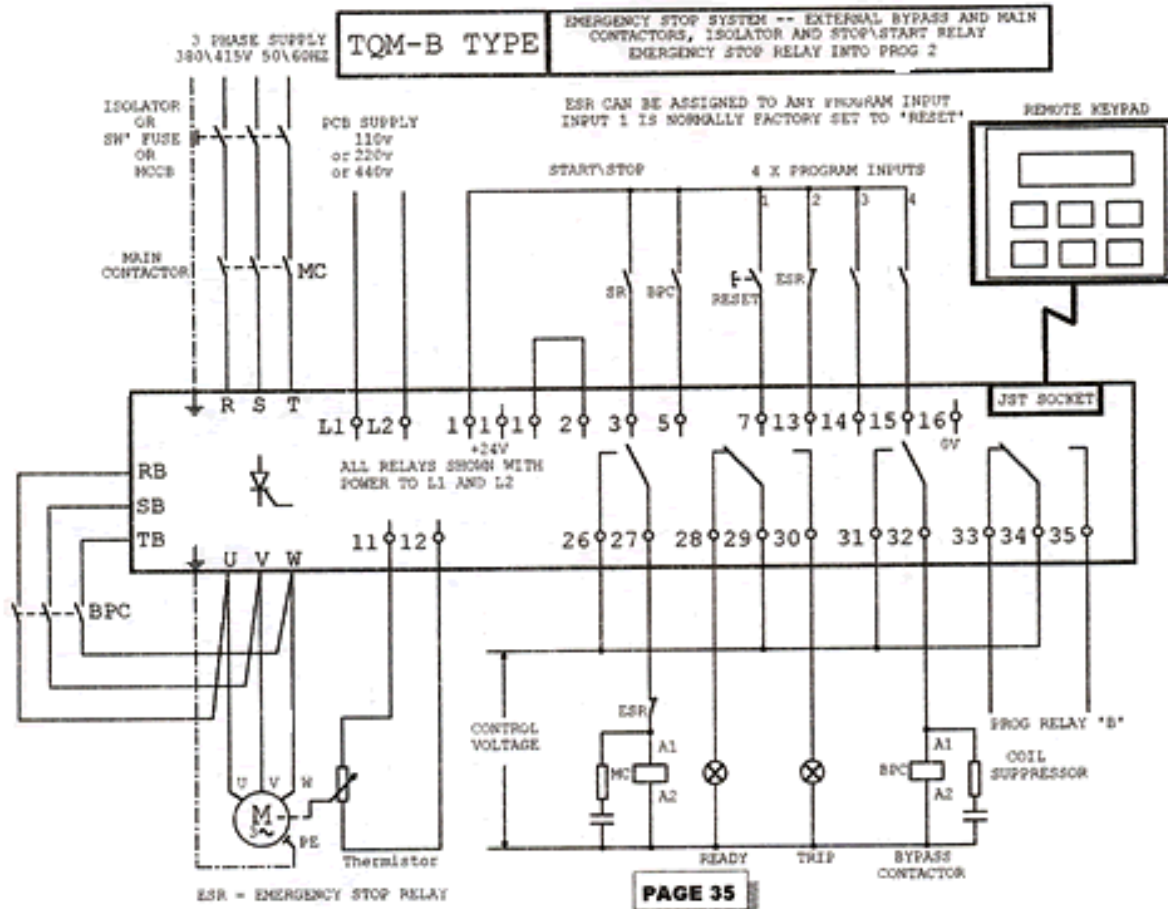 3 PHASE SUPPLY
380\415V 50\60HZ
TQM-B TYPE
EMERGENCY STOP SYSTEM -- EXTERNAL BYPASS AND MAIN
CONTACTORS, ISOLATOR AND STOP\START RELAY
EMERGENCY STOP RELAY INTO PROG 2
ISOLATOR
OR
SW' FUSE
OR
MCCB
PCB SUPPLY
110v
or 220v
or 440v
ESR CAN BE ASSIGNED TO ANY PROGRAM INPUT
INPUT 1 IS NORMALLY FACTORY SET TO "RESET"
REMOTE KEYPAD
START\STOP
4 X PROGRAM INPUTS
1 2 3 4
MAIN
CONTACTOR
MC
SR BPC
RESET
ESR
R S T
JST SOCKET
L1 L2 1 1 1 2 3 5 7 13 14 15 16
+24V
0V
ALL RELAYS SHOWN WITH
POWER TO L1 AND L2
RB
SB
TB
11 12
26 27 28 29 30 31 32 33 34 35
U V W
BPC
ESR
CONTROL
VOLTAGE
PROG RELAY "B"
MC
A1
A2
BPC
A1
A2
COIL
SUPPRESSOR
U V W
M
3~
PE
Thermistor
READY
TRIP
BYPASS
CONTACTOR
ESR = EMERGENCY STOP RELAY
PAGE 35